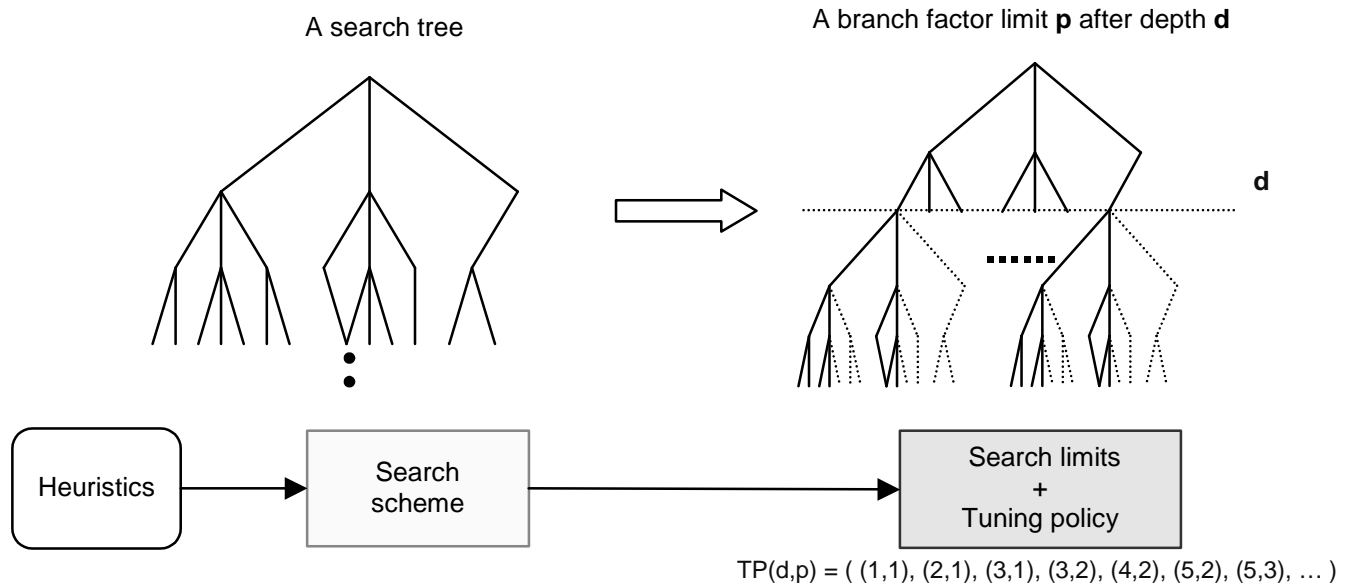 A search tree
A branch factor limit p after depth d
d
Heuristics
Search
scheme
Search limits
+
Tuning policy
TP(d,p) = ( (1,1), (2,1), (3,1), (3,2), (4,2), (5,2), (5,3), … )